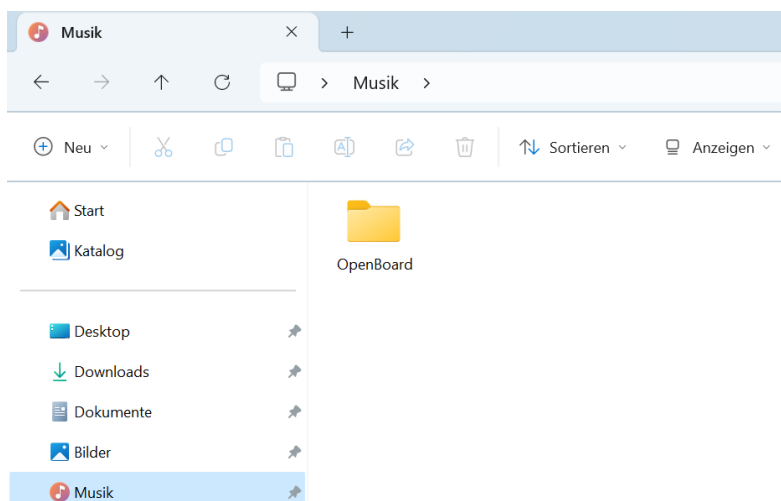 Musik
Musik
Neu
Sortieren
Anzeigen
Start
Katalog
OpenBoard
Desktop
Downloads
Dokumente
Bilder
Musik